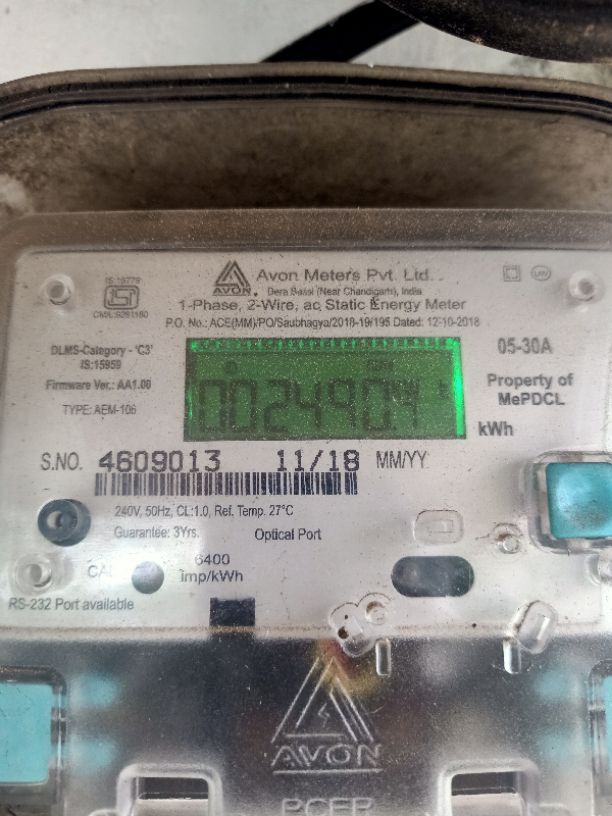 IS:15779
CM/L:9291180
AVON
Avon Meters Pvt. Ltd.
Dera Bassi (Near Chandigarh), India
1-Phase, 2-Wire, ac Static Energy Meter
P.O. No.: ACE(MM)/PO/Saubhagya/2018-19/195 Dated: 12-10-2018
DLMS-Category - 'C3'
IS:15959
Firmware Ver.: AA1.00
TYPE: AEM-106
05-30A
Property of
MePDCL
kWh
S.NO. 4609013 11/18 MM/YY
240V, 50Hz, CL:1.0, Ref. Temp. 27°C
Guarantee: 3Yrs. Optical Port
CAL 6400
imp/kWh
RS-232 Port available
AVON